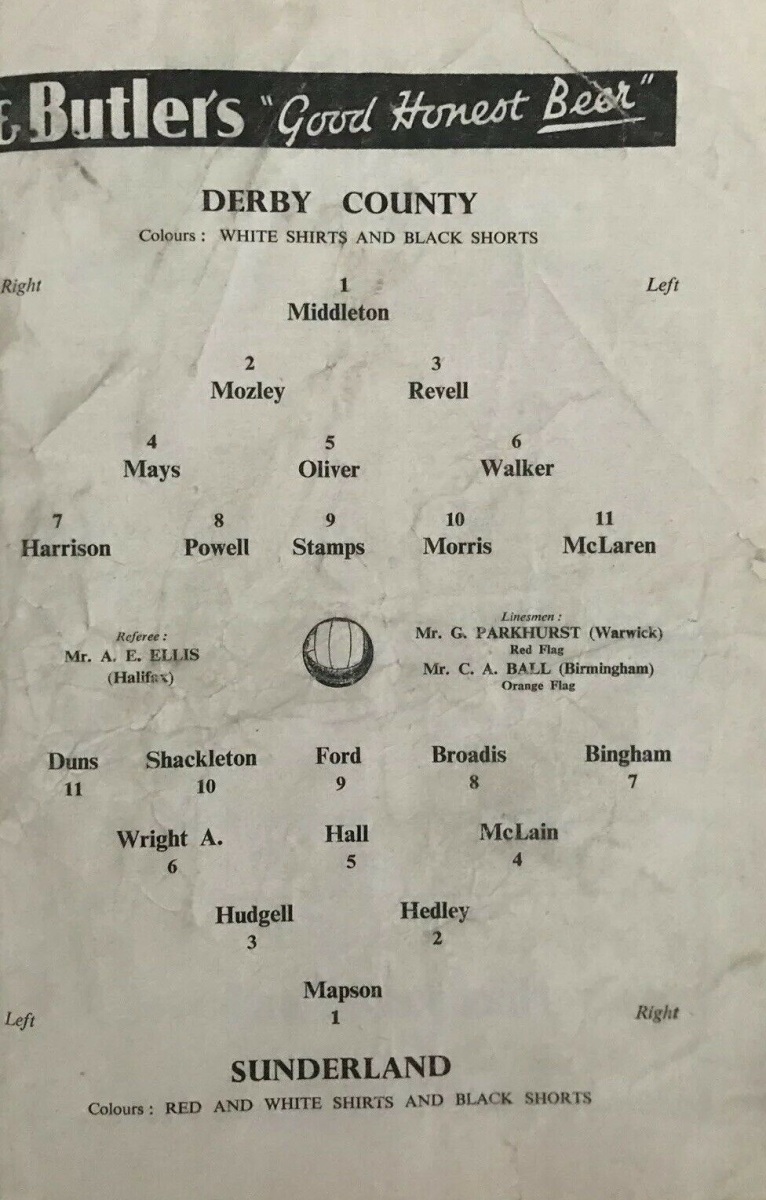 & Butler's "Good Honest Beer"
DERBY COUNTY
Colours : WHITE SHIRTS AND BLACK SHORTS
Right 1 Left
Middleton
2 3
Mozley Revell
4 5 6
Mays Oliver Walker
7 8 9 10 11
Harrison Powell Stamps Morris McLaren
Referee :
Mr. A. E. ELLIS
(Halifax)
Linesmen :
Mr. G. PARKHURST (Warwick)
Red Flag
Mr. C. A. BALL (Birmingham)
Orange Flag
Duns Shackleton Ford Broadis Bingham
11 10 9 8 7
Wright A. Hall McLain
6 5 4
Hudgell Hedley
3 2
Mapson
Left 1 Right
SUNDERLAND
Colours : RED AND WHITE SHIRTS AND BLACK SHORTS